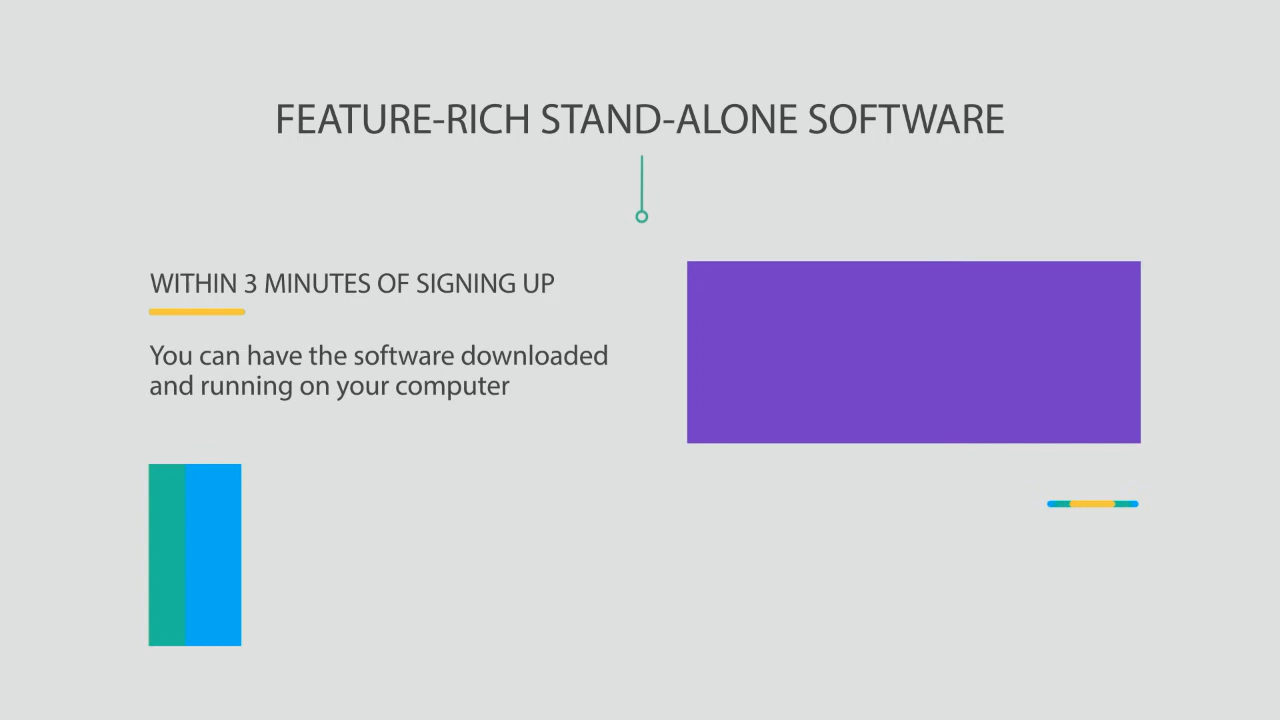 FEATURE-RICH STAND-ALONE SOFTWARE
WITHIN 3 MINUTES OF SIGNING UP
You can have the software downloaded
and running on your computer